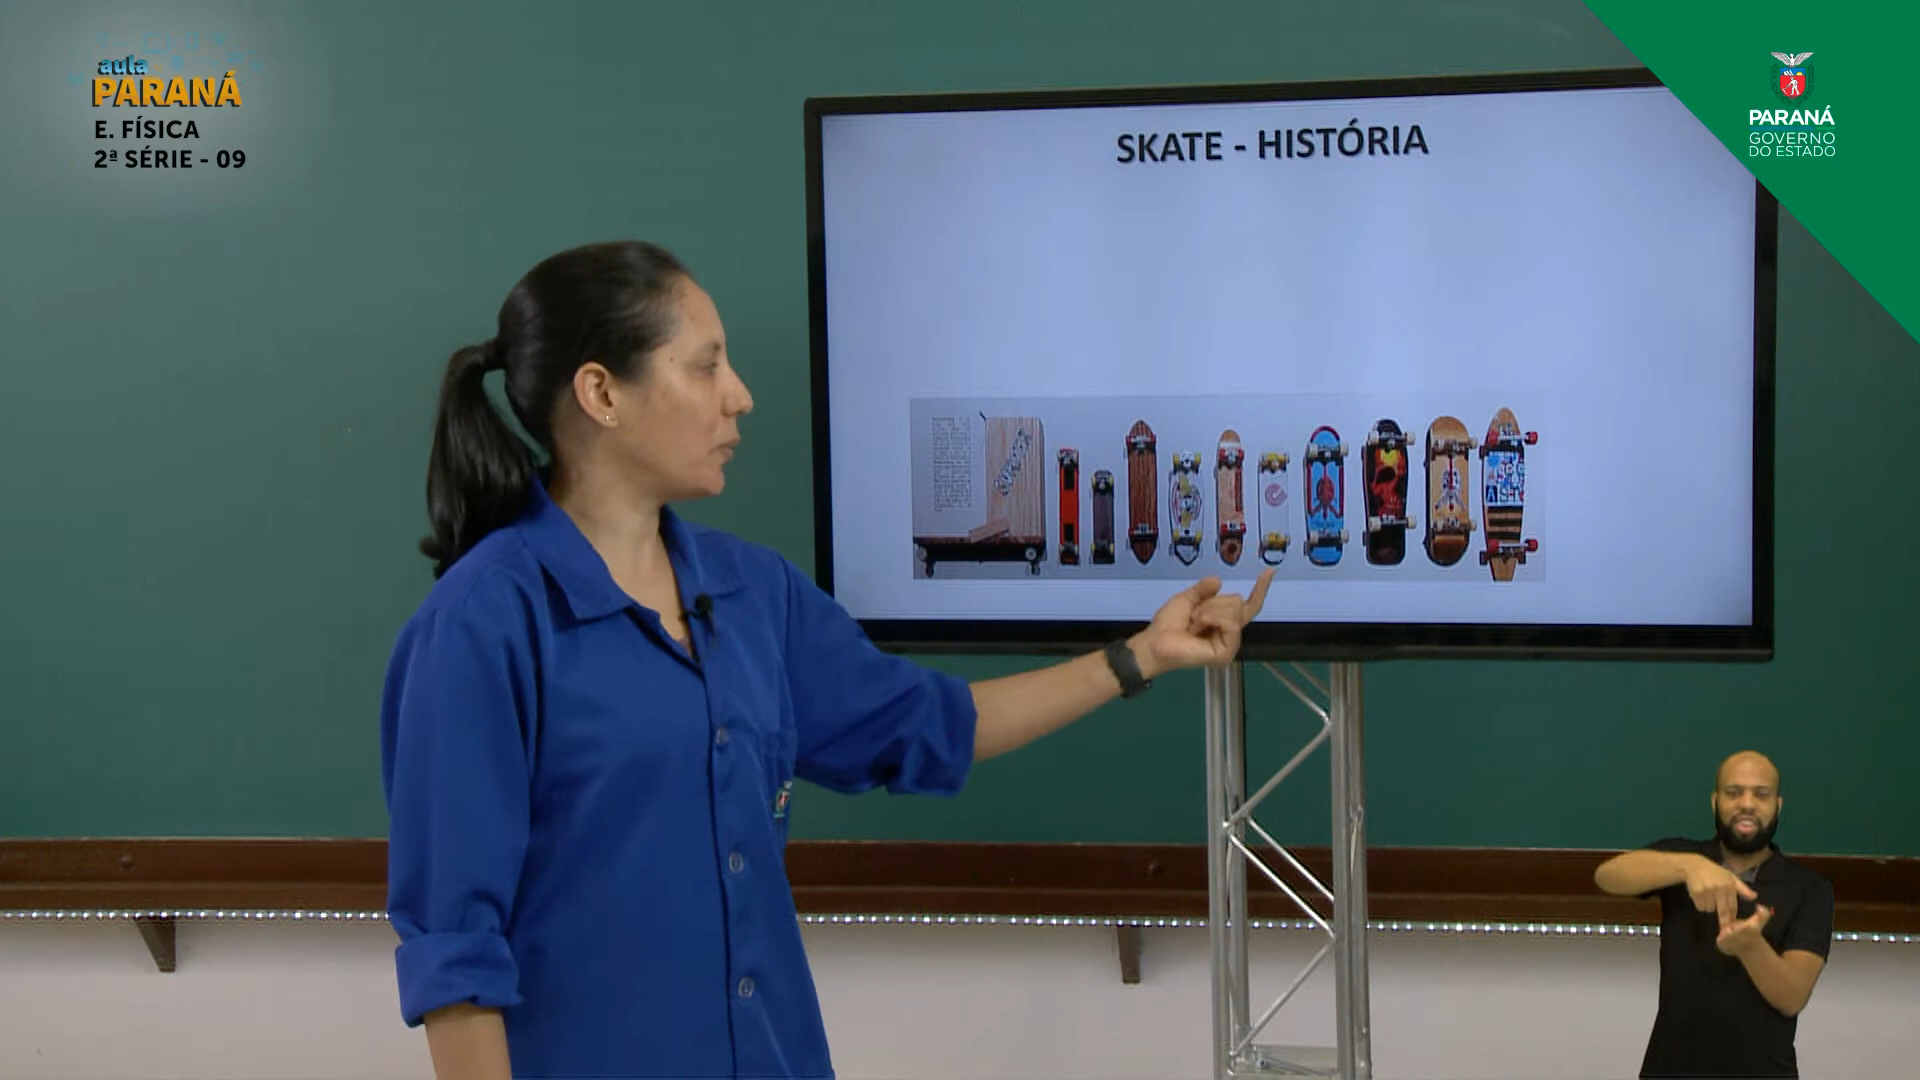 aula
PARANÁ
E. FÍSICA
2ª SÉRIE - 09
SKATE - HISTÓRIA
PARANÁ
GOVERNO
DO ESTADO